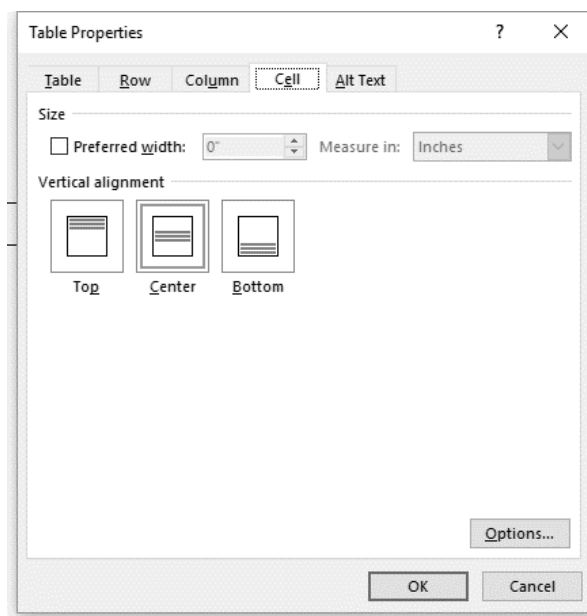 Table Properties ?
Table Row Column Cell Alt Text
Size
Preferred width: 0" Measure in: Inches
Vertical alignment
Top Center Bottom
Options...
OK Cancel